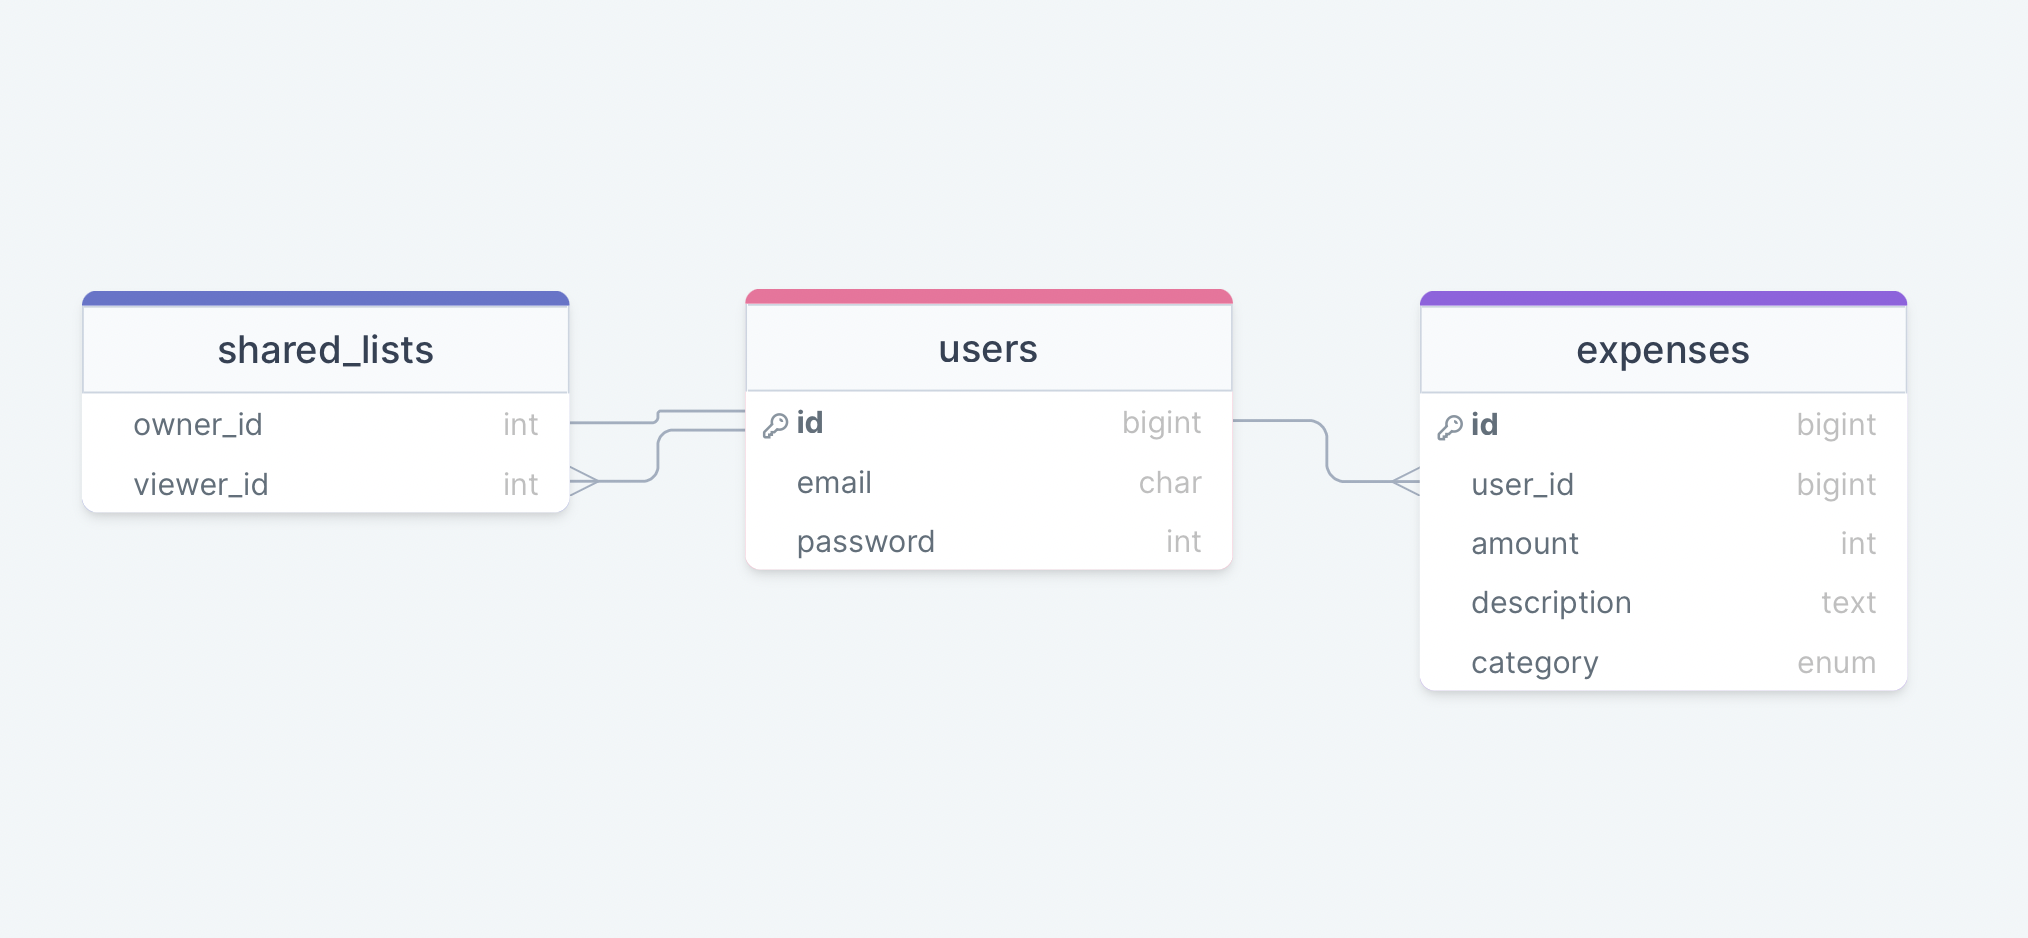 shared_lists
owner_id int
viewer_id int
users
id bigint
email char
password int
expenses
id bigint
user_id bigint
amount int
description text
category enum